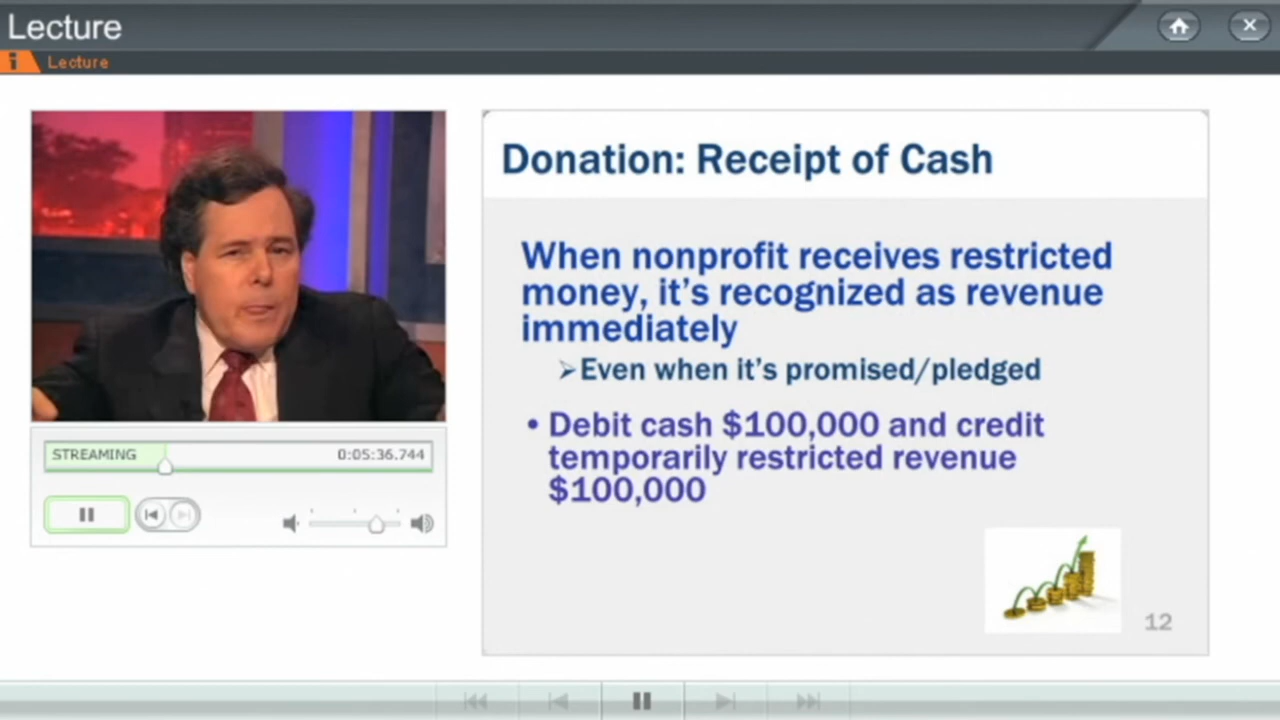 Lecture
i Lecture
Donation: Receipt of Cash
When nonprofit receives restricted
money, it's recognized as revenue
immediately
➢Even when it's promised/pledged
• Debit cash $100,000 and credit
temporarily restricted revenue
$100,000
12
STREAMING 0:05:36.744